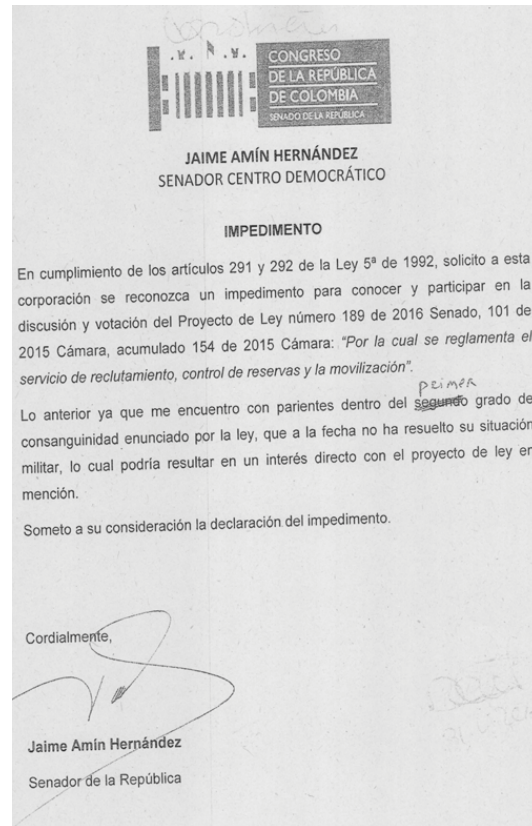 CONGRESO
DE LA REPÚBLICA
DE COLOMBIA
SENADO DE LA REPÚBLICA
JAIME AMÍN HERNÁNDEZ
SENADOR CENTRO DEMOCRÁTICO
IMPEDIMENTO
En cumplimiento de los artículos 291 y 292 de la Ley 5ª de 1992, solicito a esta
corporación se reconozca un impedimento para conocer y participar en la
discusión y votación del Proyecto de Ley número 189 de 2016 Senado, 101 de
2015 Cámara, acumulado 154 de 2015 Cámara: "Por la cual se reglamenta el
servicio de reclutamiento, control de reservas y la movilización".
primer
Lo anterior ya que me encuentro con parientes dentro del segundo grado de
consanguinidad enunciado por la ley, que a la fecha no ha resuelto su situación
militar, lo cual podría resultar en un interés directo con el proyecto de ley en
mención.
Someto a su consideración la declaración del impedimento.
Cordialmente,
Jaime Amín Hernández
Senador de la República